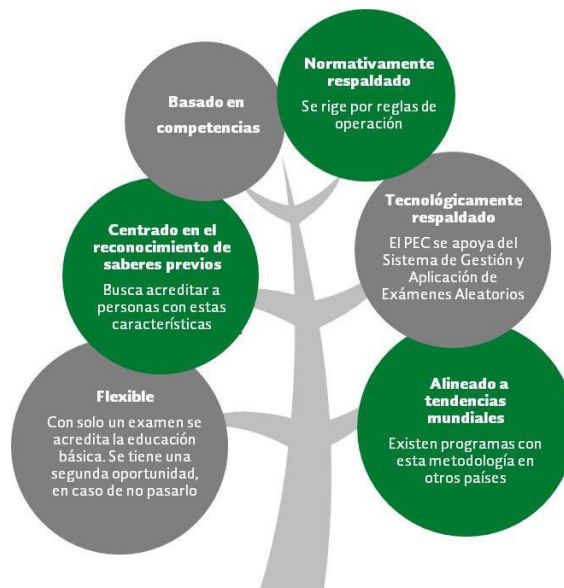 Normativamente
respaldado
Se rige por reglas de
operación
Basado en
competencias
Tecnológicamente
respaldado
El PEC se apoya del
Sistema de Gestión y
Aplicación de
Exámenes Aleatorios
Centrado en el
reconocimiento de
saberes previos
Busca acreditar a
personas con estas
características
Alineado a
tendencias
mundiales
Existen programas con
esta metodología en
otros países
Flexible
Con solo un examen se
acredita la educación
básica. Se tiene una
segunda oportunidad,
en caso de no pasarlo